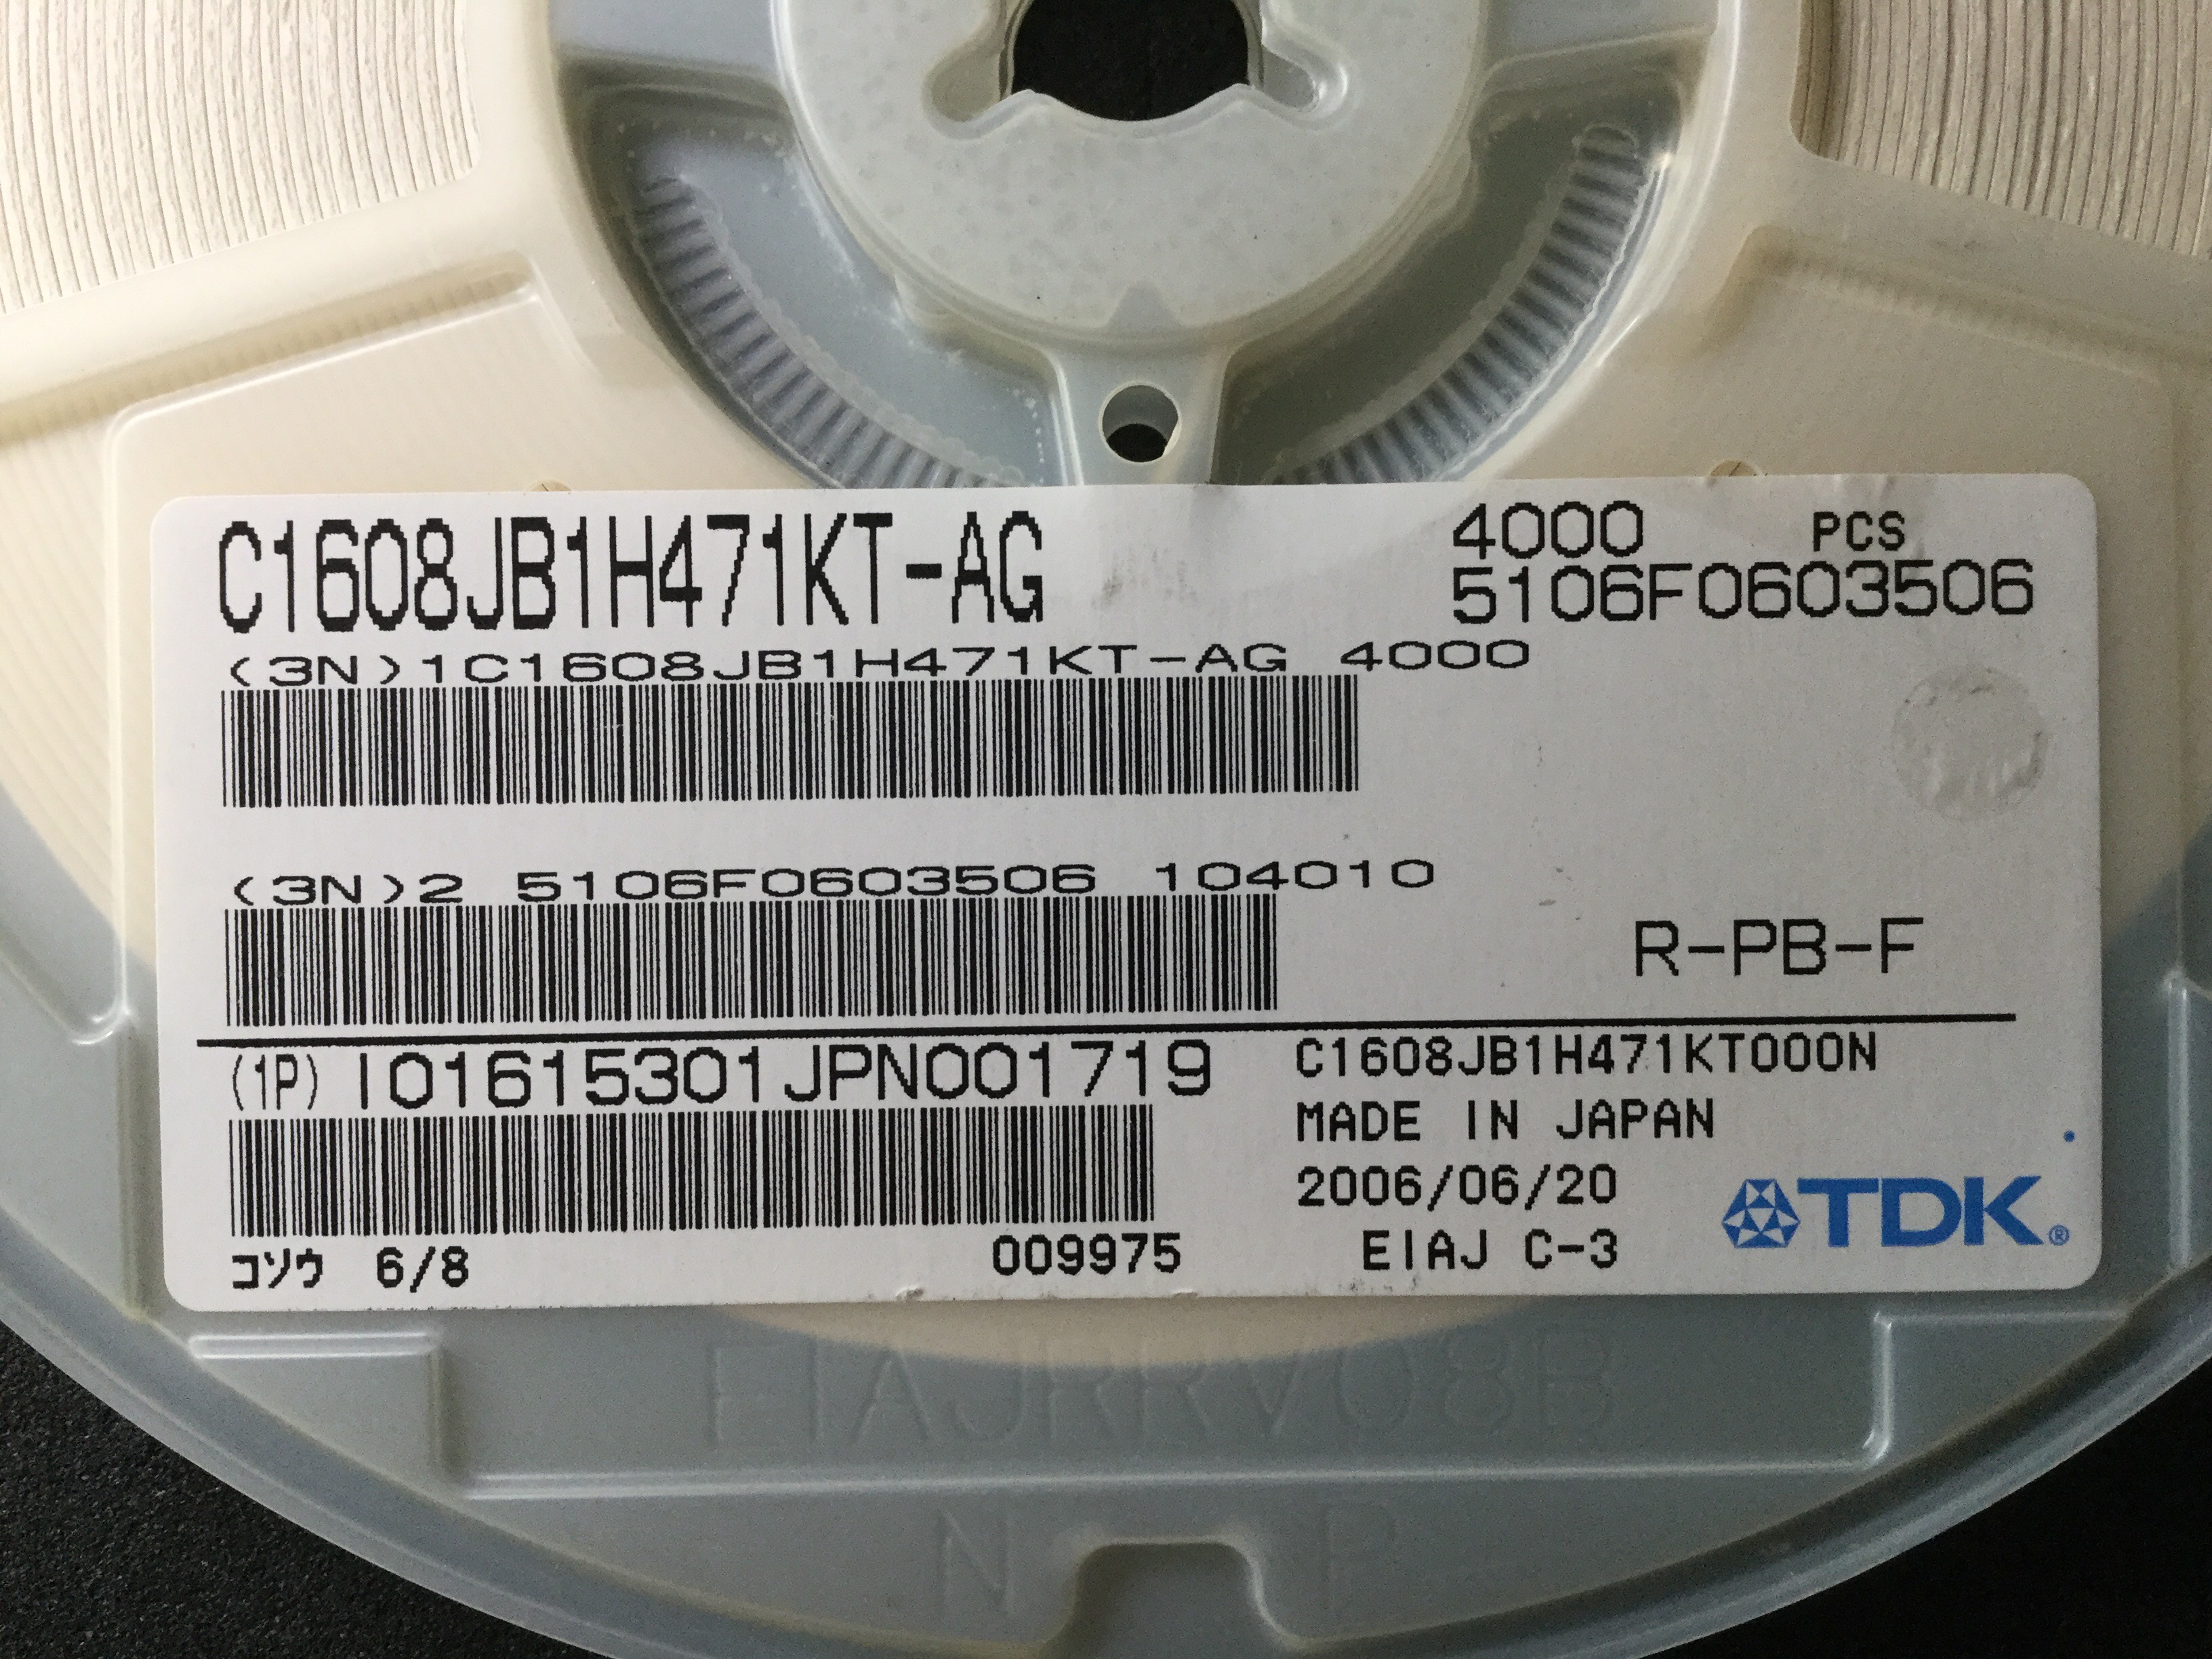 C1608JB1H471KT-AG
4000 PCS
5106F0603506
(3N)1C1608JB1H471KT-AG 4000
(3N)2 5106F0603506 104010
R-PB-F
(1P) I01615301JPN001719
C1608JB1H471KT000N
MADE IN JAPAN
2006/06/20
EIAJ C-3
TDK®
コソウ 6/8
009975
EIAJRRV08B
N P